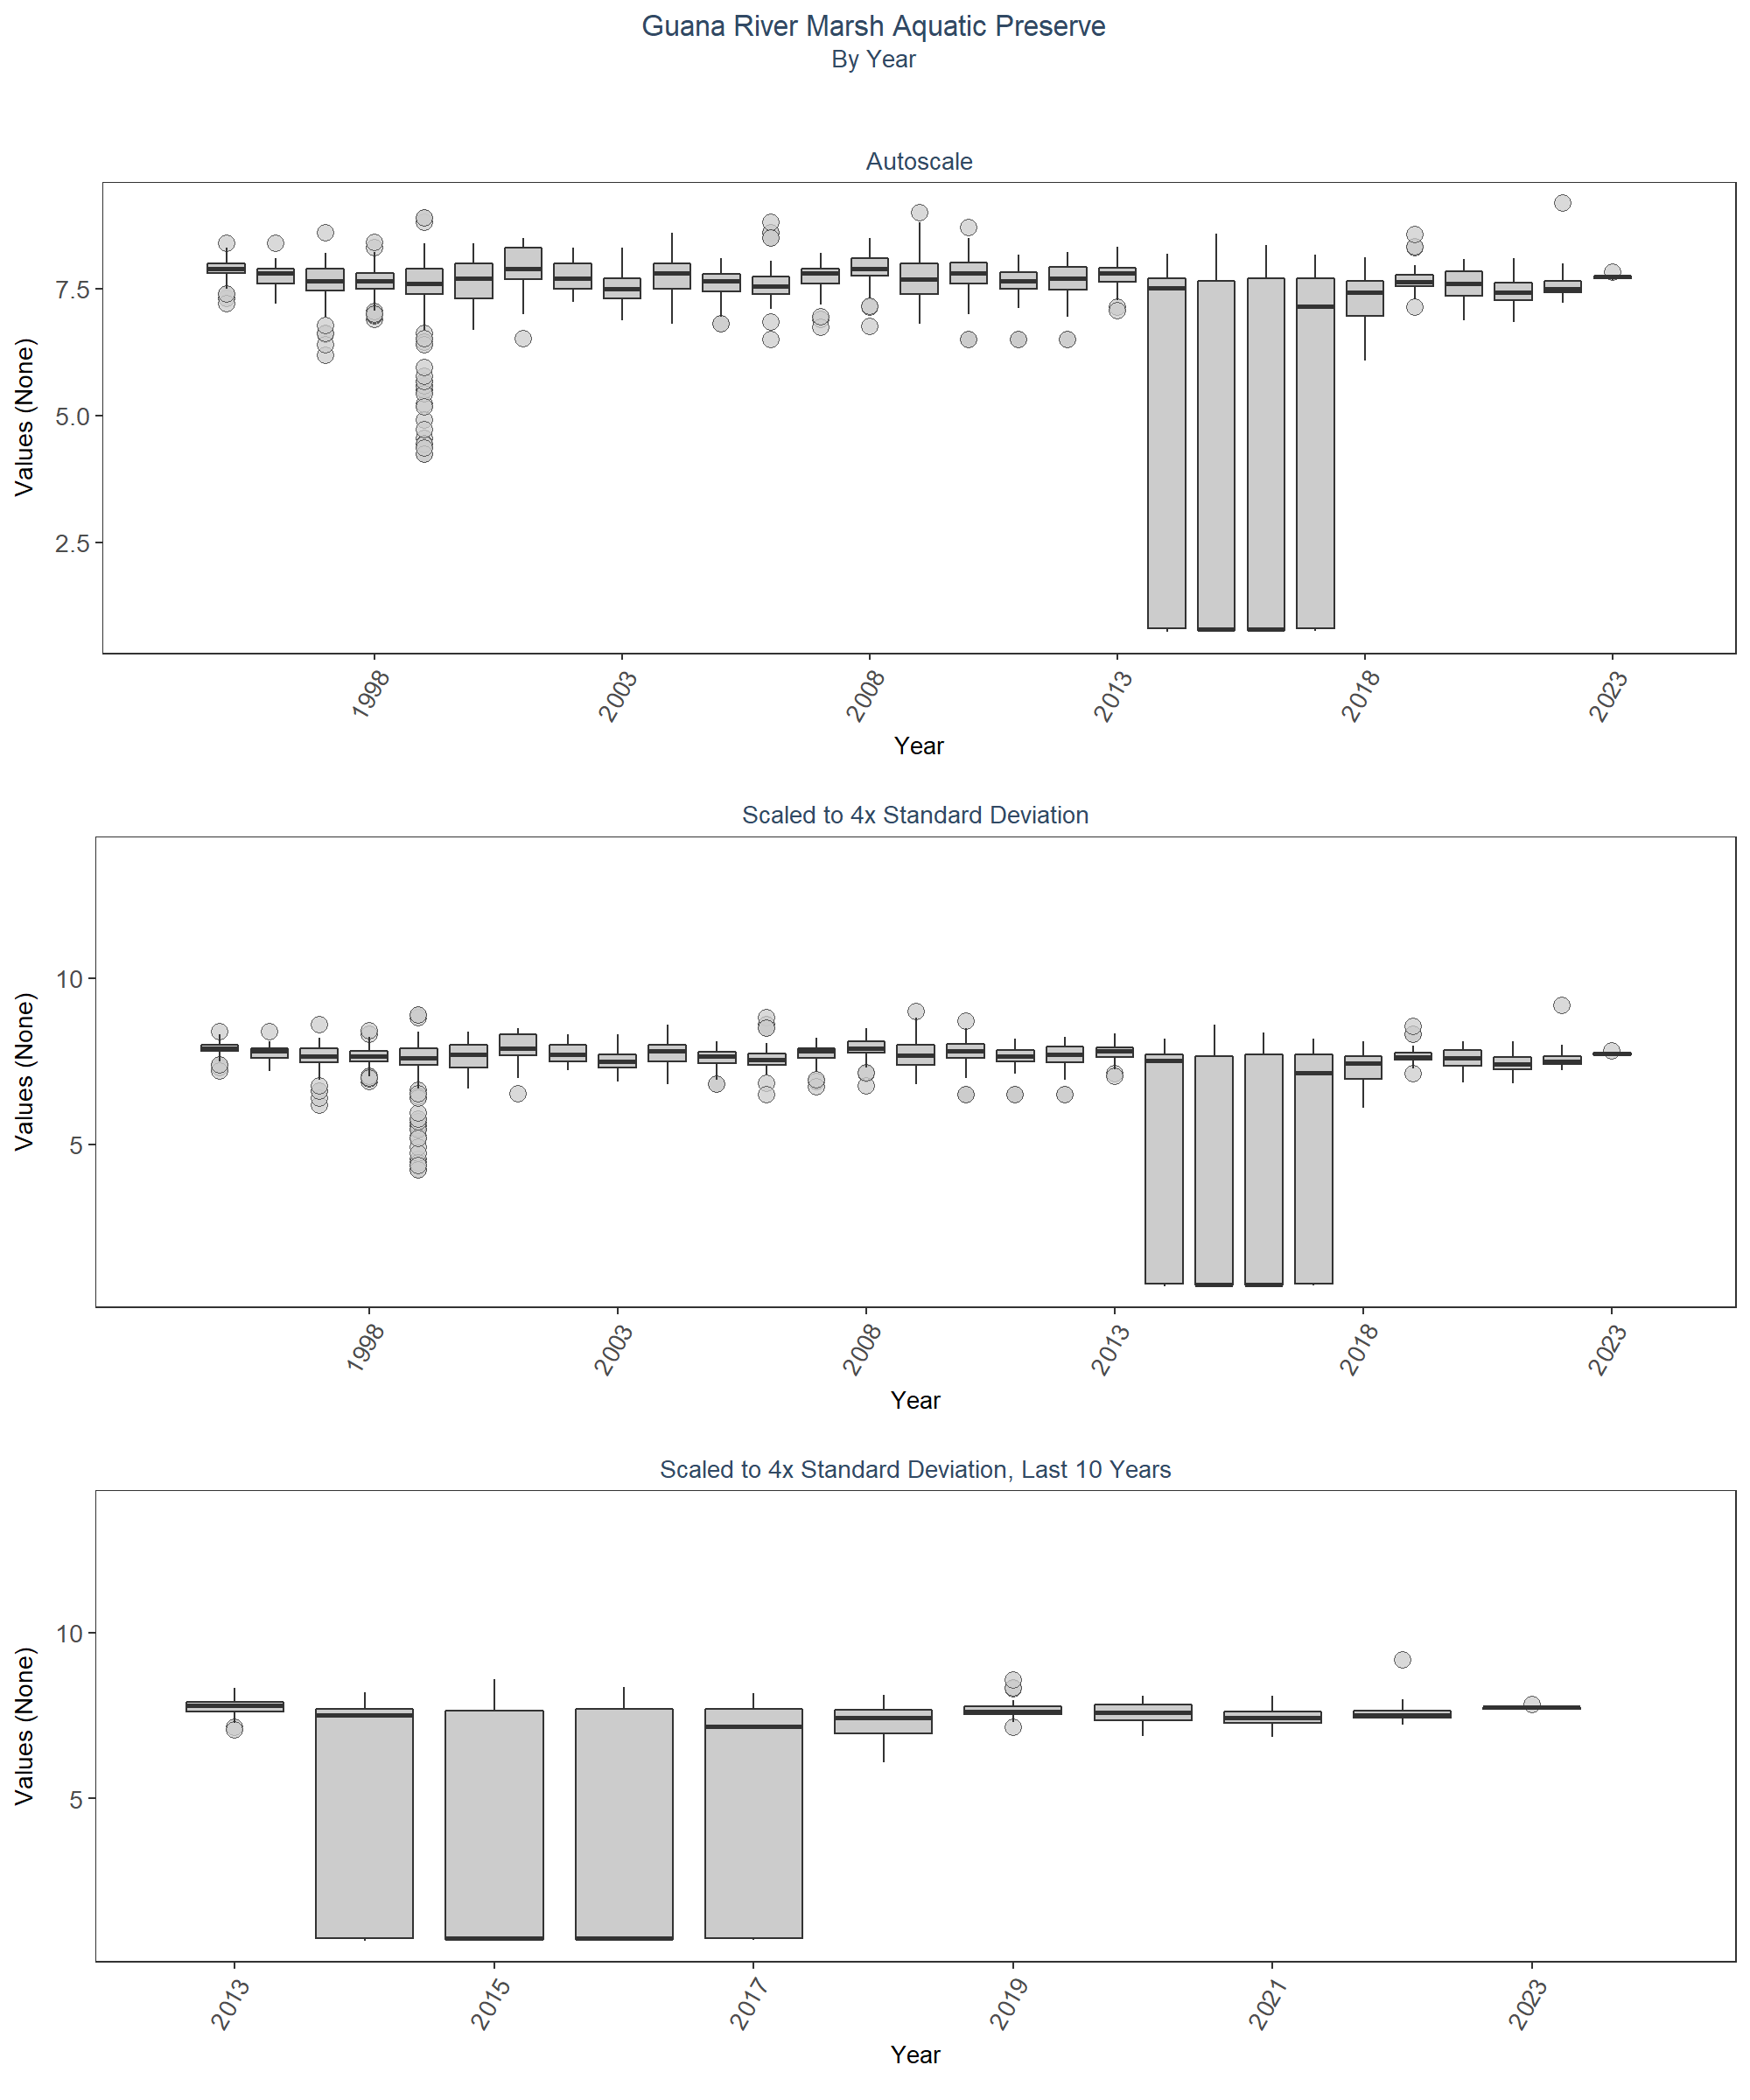 Guana River Marsh Aquatic Preserve
By Year
Autoscale
Values (None)
7.5
5.0
2.5
1998
2003
2008
2013
2018
2023
Year
Scaled to 4x Standard Deviation
Values (None)
10
5
1998
2003
2008
2013
2018
2023
Year
Scaled to 4x Standard Deviation, Last 10 Years
Values (None)
10
5
2013
2015
2017
2019
2021
2023
Year